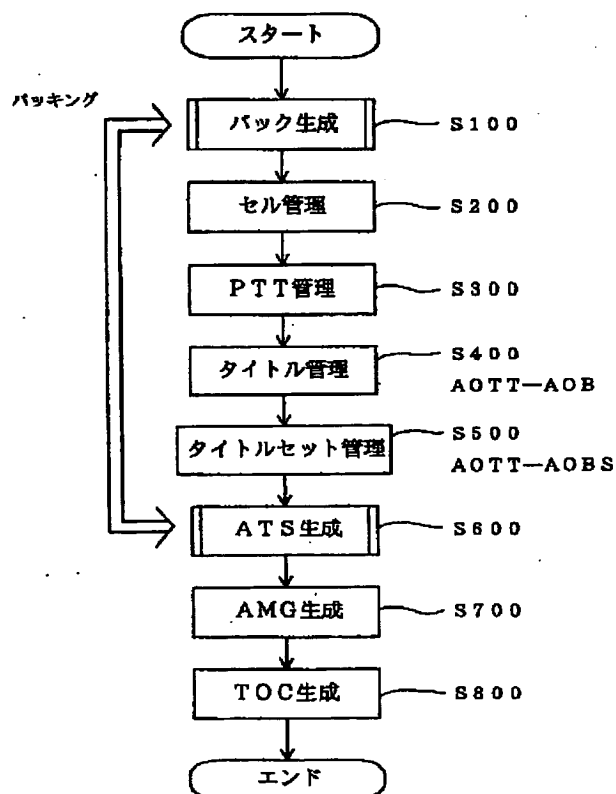 スタート
パッキング
パック生成
S100
セル管理
S200
PTT管理
S300
タイトル管理
S400
AOTT—AOB
タイトルセット管理
S500
AOTT—AOBS
ATS生成
S600
AMG生成
S700
TOC生成
S800
エンド